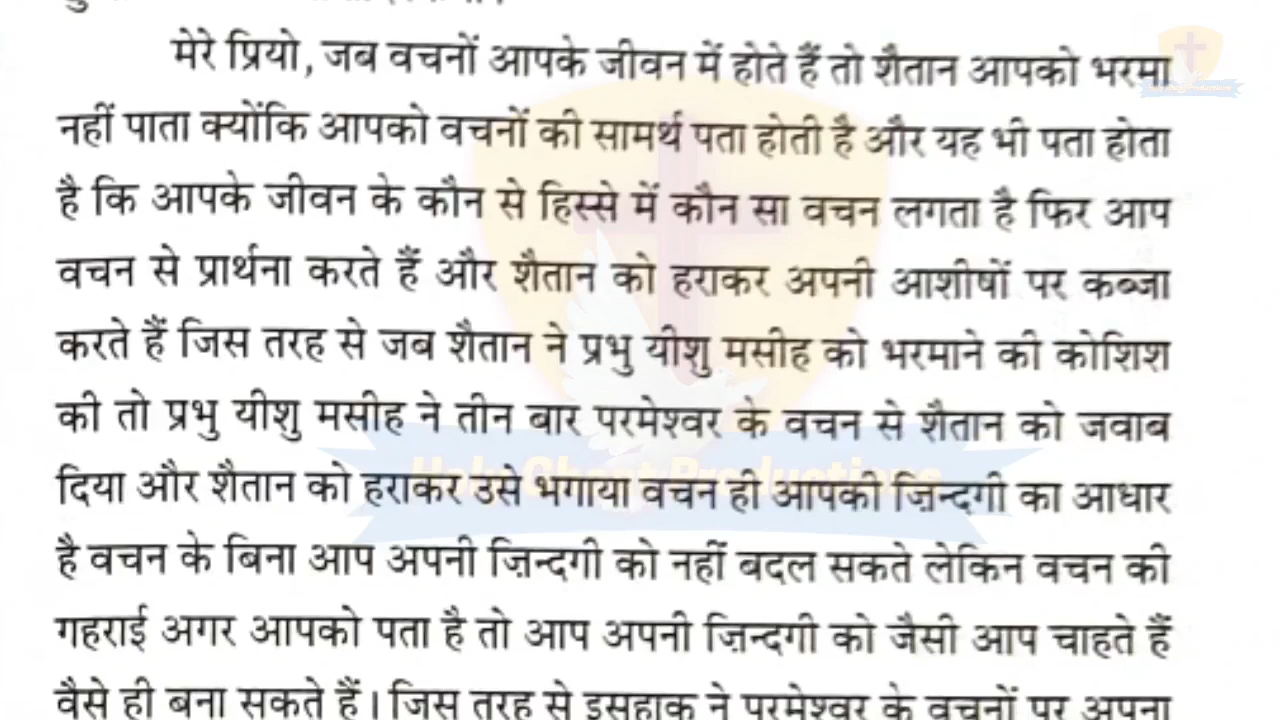 मेरे प्रियो, जब वचनों आपके जीवन में होते हैं तो शैतान आपको भरमा
नहीं पाता क्योंकि आपको वचनों की सामर्थ पता होती है और यह भी पता होता
है कि आपके जीवन के कौन से हिस्से में कौन सा वचन लगता है फिर आप
वचन से प्रार्थना करते हैं और शैतान को हराकर अपनी आशीषों पर कब्जा
करते हैं जिस तरह से जब शैतान ने प्रभु यीशु मसीह को भरमाने की कोशिश
की तो प्रभु यीशु मसीह ने तीन बार परमेश्वर के वचन से शैतान को जवाब
Holy Ghost Productions
दिया और शैतान को हराकर उसे भगाया वचन ही आपकी ज़िन्दगी का आधार
है वचन के बिना आप अपनी ज़िन्दगी को नहीं बदल सकते लेकिन वचन की
गहराई अगर आपको पता है तो आप अपनी ज़िन्दगी को जैसी आप चाहते हैं
वैसे ही बना सकते हैं। जिस तरह से इसहाक ने परमेश्वर के वचनों पर अपना